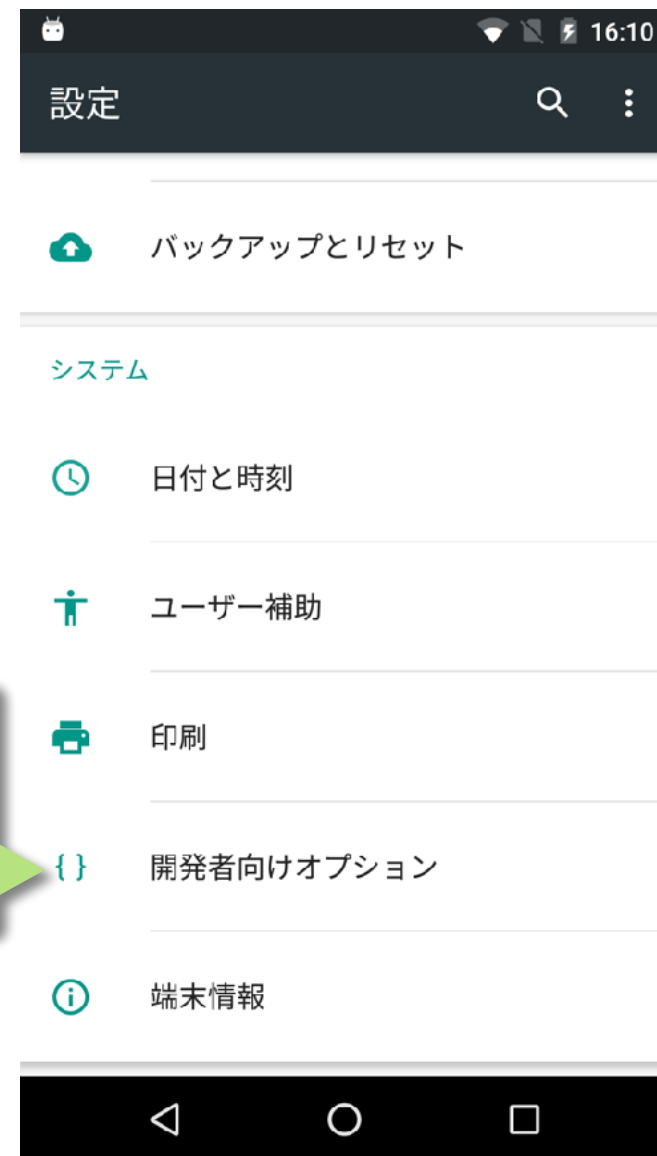 16:10
設定
バックアップとリセット
システム
日付と時刻
ユーザー補助
印刷
{ } 開発者向けオプション
端末情報